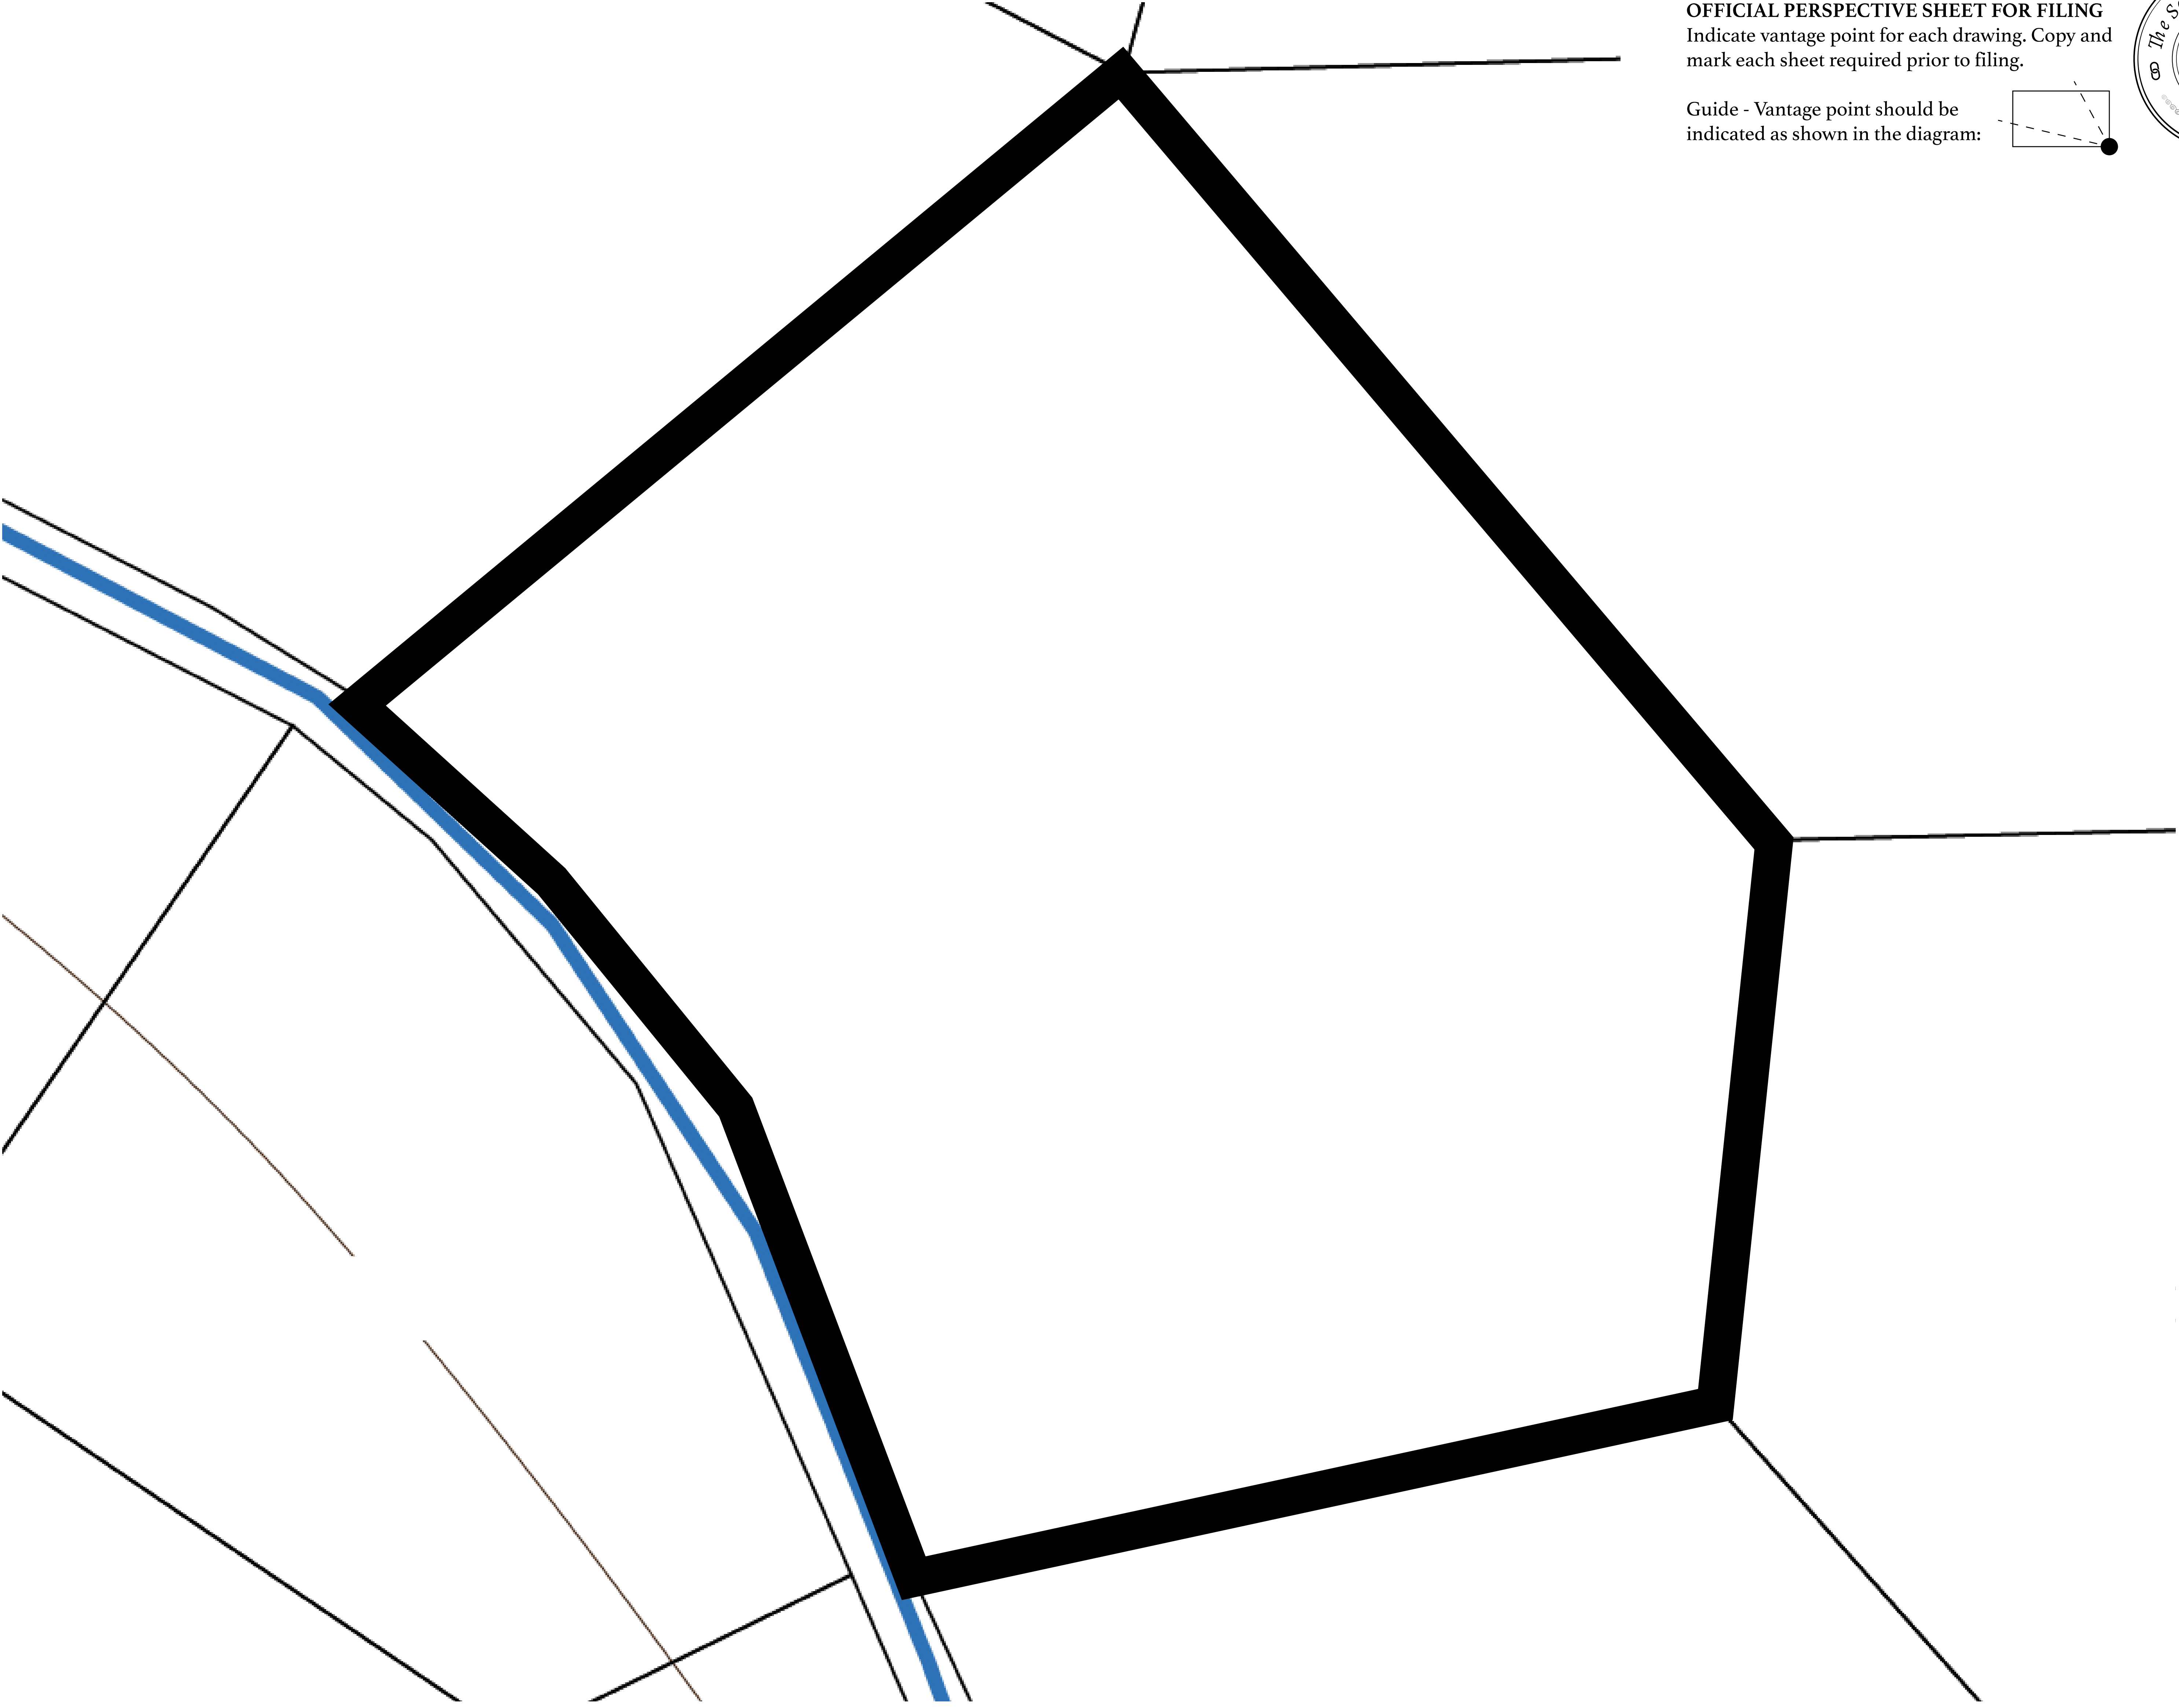 OFFICIAL PERSPECTIVE SHEET FOR FILING
Indicate vantage point for each drawing. Copy and
mark each sheet required prior to filing.
Guide - Vantage point should be
indicated as shown in the diagram:
The